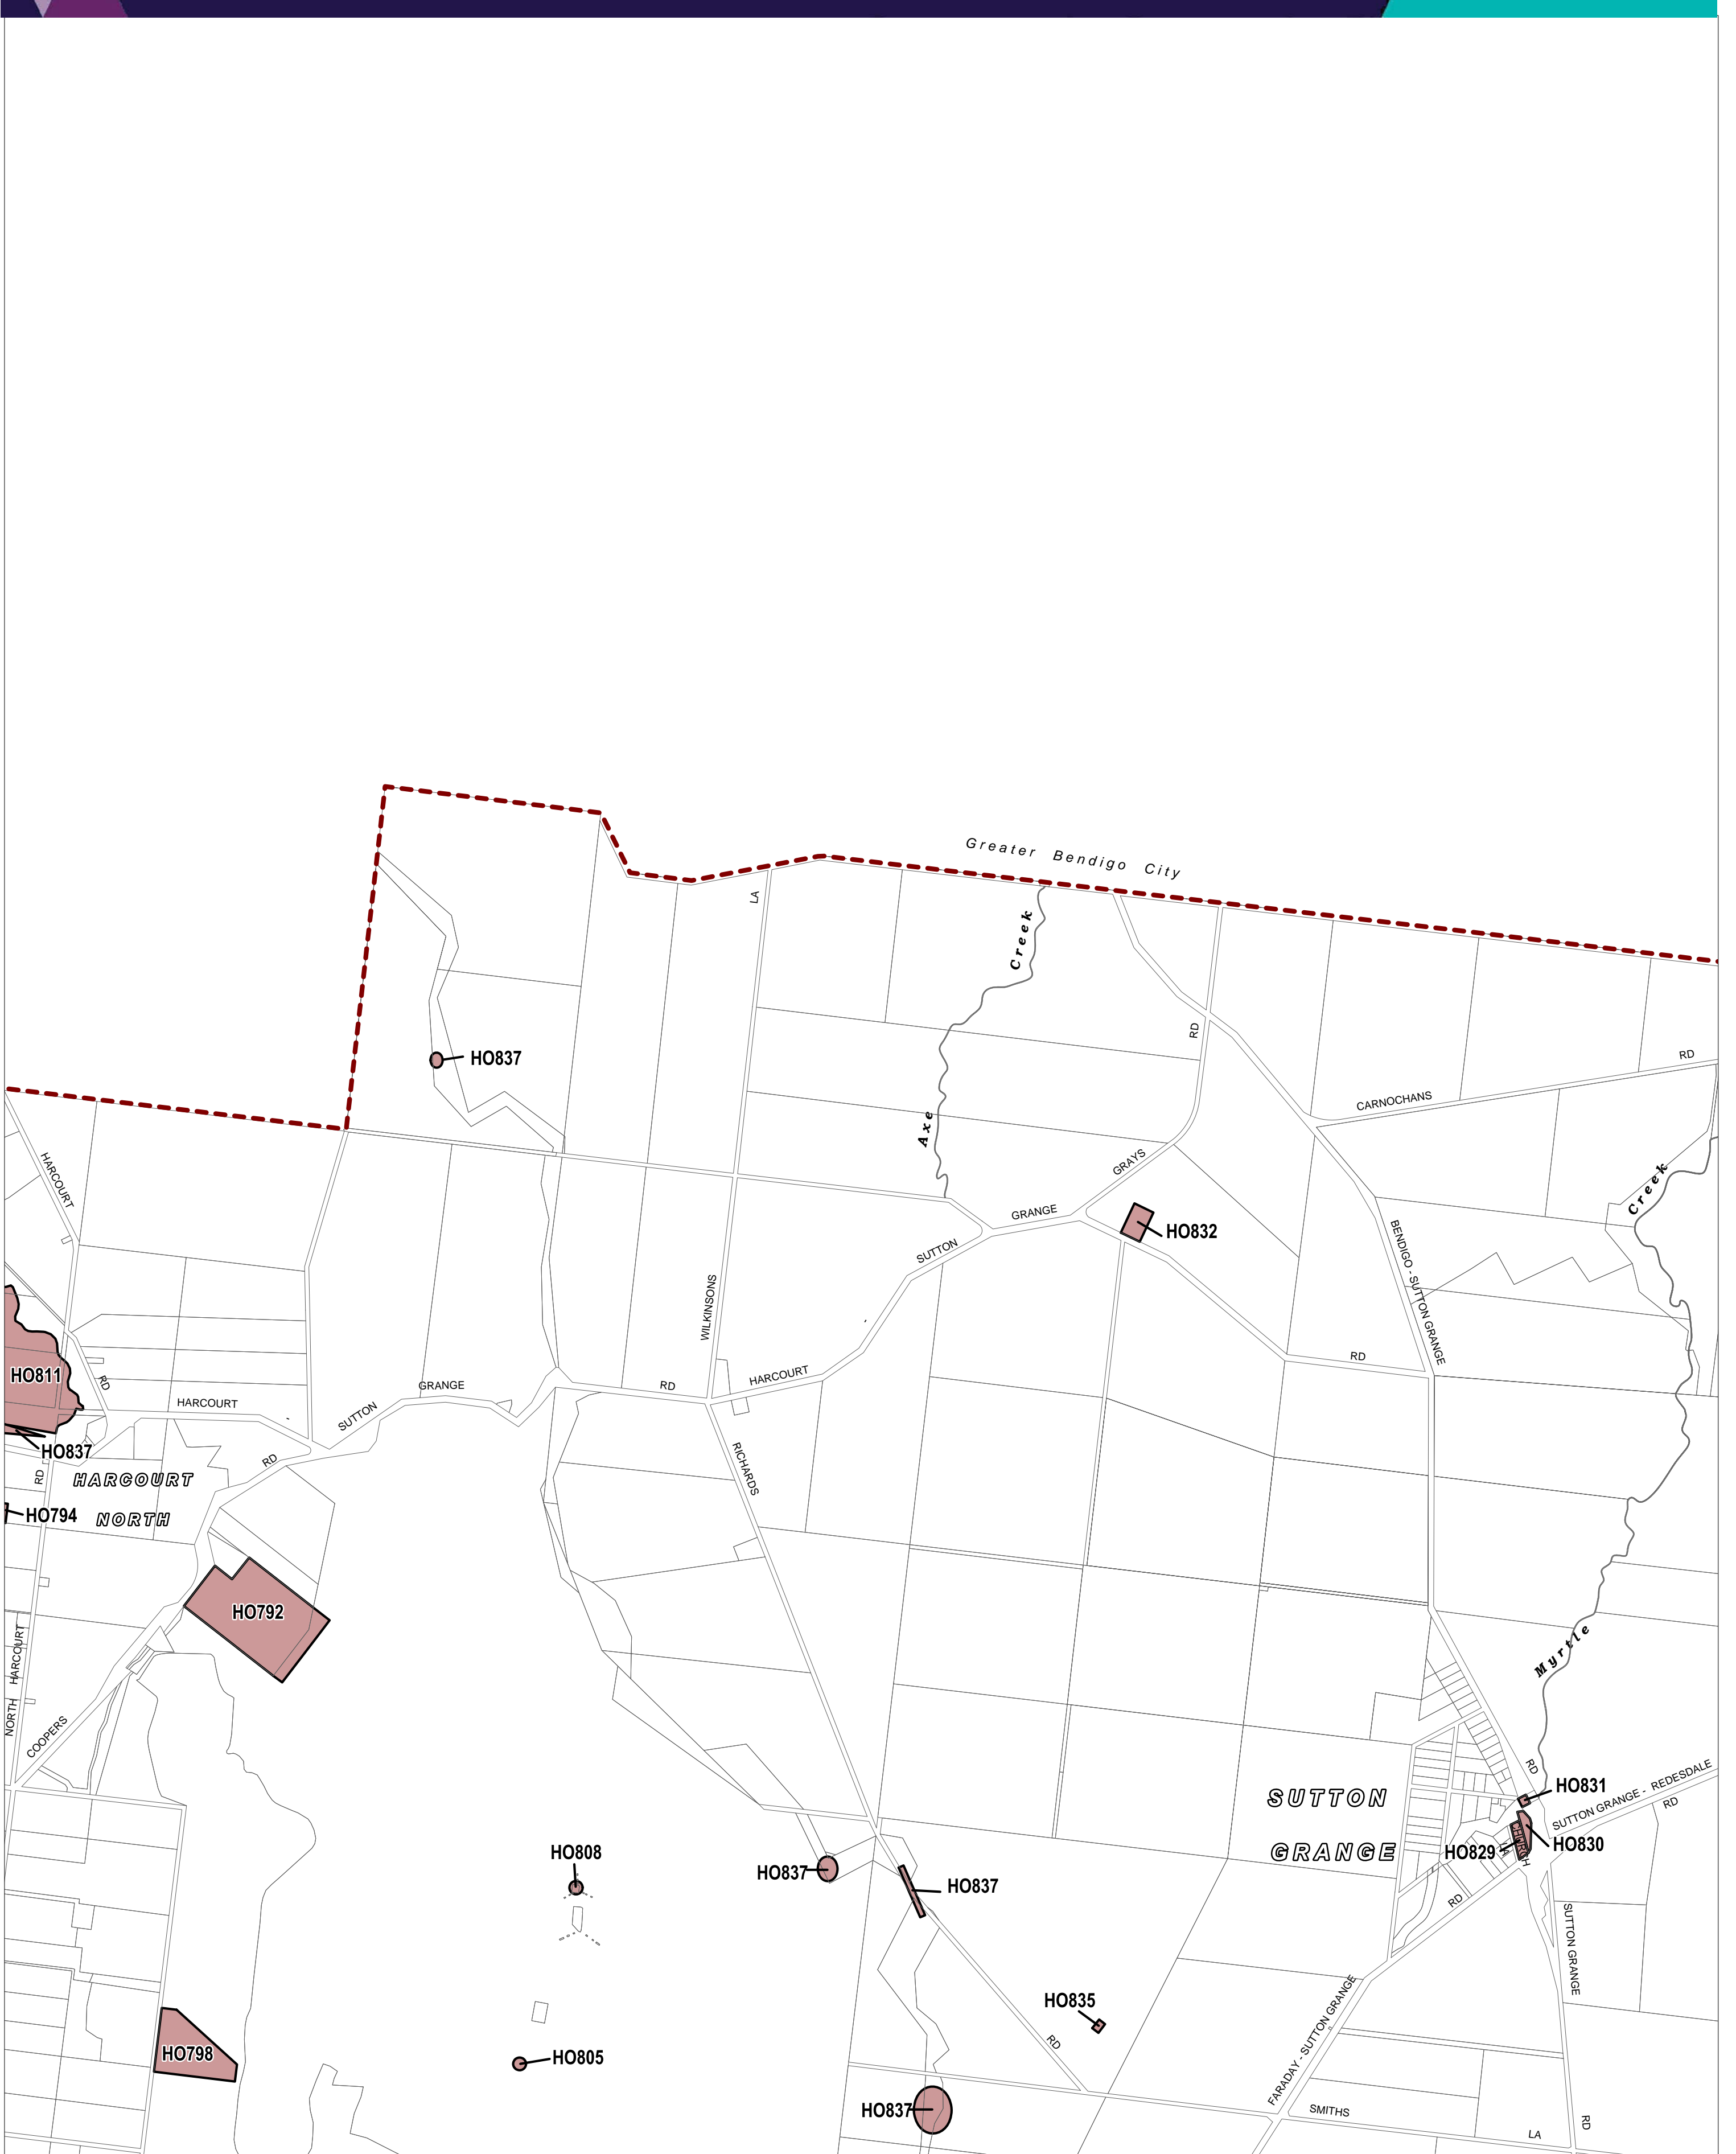 Greater Bendigo City
LA
Creek
RD
HO837
RD
CARNOCHANS
Axe
HARCOURT
GRAYS
Creek
GRANGE
HO832
SUTTON
BENDIGO - SUTTON GRANGE
WILKINSONS
RD
HO811
RD
GRANGE
RD
HARCOURT
HARCOURT
SUTTON
HO837
RD
RICHARDS
RD
HARCOURT
NORTH
HO794
HO792
NORTH HARCOURT
Myrtle
COOPERS
RD
SUTTON GRANGE - REDESDALE
RD
HO831
SUTTON
GRANGE
CHURCH
HO830
HO829
HO808
HO837
HO837
RD
SUTTON GRANGE
HO835
RD
FARADAY - SUTTON GRANGE
HO798
HO805
HO837
SMITHS
LA
RD